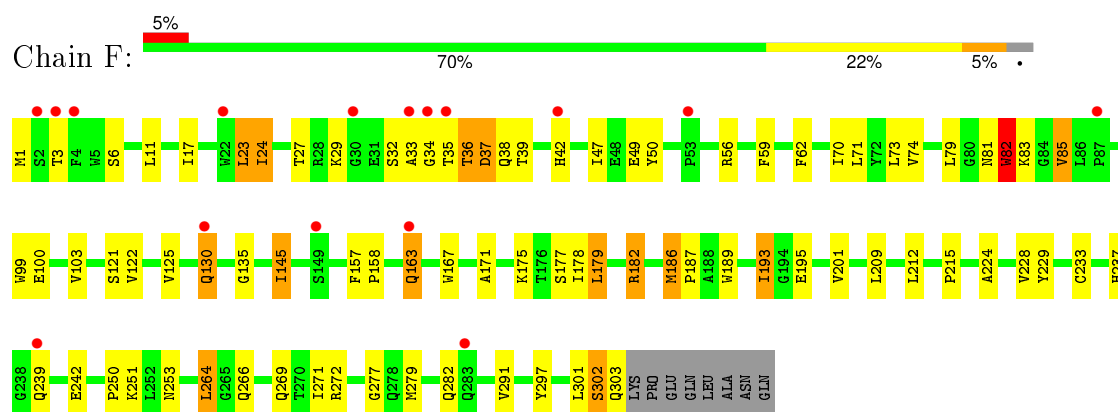 5%
Chain F:
70% 22% 5% •
M1 S2 T3 F4 W5 S6 L11 I17 W22 L23 I24 T27 R28 K29 G30 E31 S32 A33 G34 T35 T36 D37 Q38 T39 H42 I47 E48 E49 Y50 P53 R56 F59 F62 I70 L71 Y72 L73 V74 L79 G80 N81 W82 K83 G84 V85 L86 P87
W99 E100 V103 S121 V122 V125 Q130 G135 I145 S149 F157 P158 Q163 W167 A171 K175 T176 S177 I178 L179 R182 M186 P187 A188 W189 I193 G194 E195 V201 L209 L212 P215 A224 V228 Y229 C233 H237
G238 Q239 E242 P250 K251 L252 N253 L264 G265 Q266 Q269 T270 I271 R272 G277 Q278 M279 Q282 Q283 V291 Y297 L301 S302 Q303 LYS PRO GLU GLN LEU ALA ASN GLN